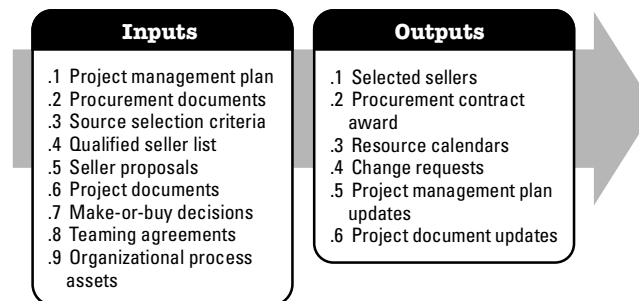 Inputs
.1 Project management plan
.2 Procurement documents
.3 Source selection criteria
.4 Qualified seller list
.5 Seller proposals
.6 Project documents
.7 Make-or-buy decisions
.8 Teaming agreements
.9 Organizational process
assets
Outputs
.1 Selected sellers
.2 Procurement contract
award
.3 Resource calendars
.4 Change requests
.5 Project management plan
updates
.6 Project document updates